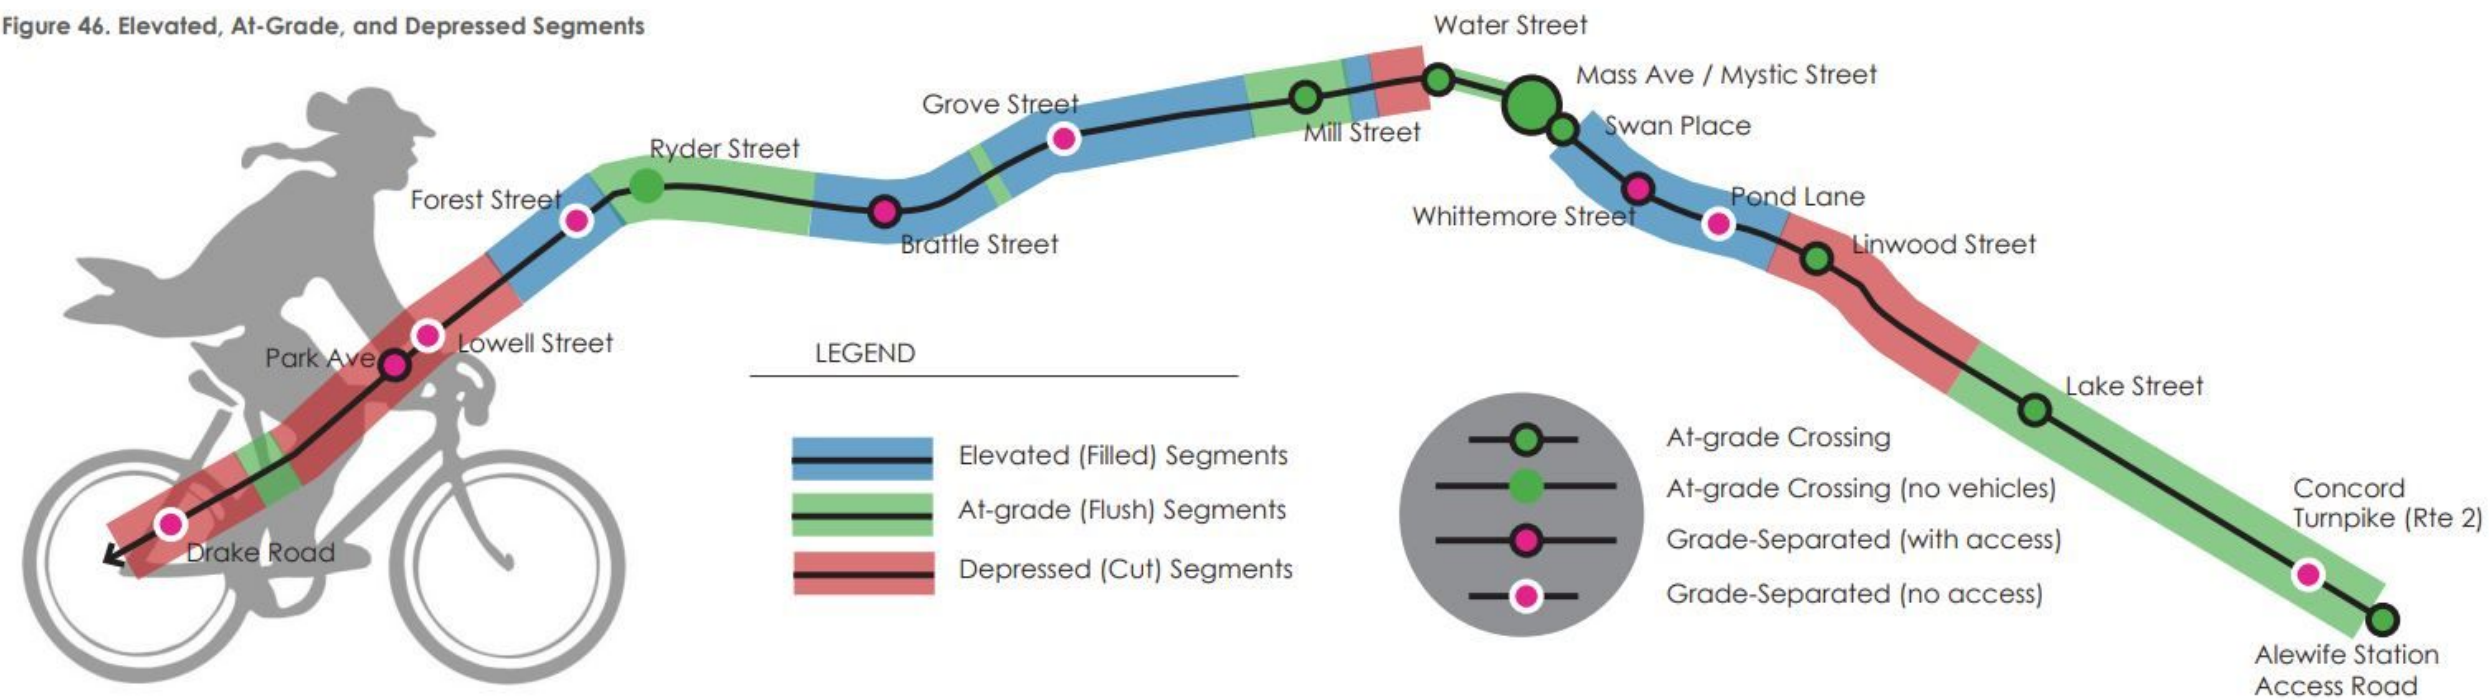 Figure 46. Elevated, At-Grade, and Depressed Segments
Water Street
Mass Ave / Mystic Street
Grove Street
Mill Street
Swan Place
Ryder Street
Forest Street
Pond Lane
Whittemore Street
Brattle Street
Linwood Street
Lowell Street
Park Ave
LEGEND
Lake Street
Elevated (Filled) Segments
At-grade (Flush) Segments
Depressed (Cut) Segments
At-grade Crossing
At-grade Crossing (no vehicles)
Grade-Separated (with access)
Grade-Separated (no access)
Concord
Turnpike (Rte 2)
Drake Road
Alewife Station
Access Road